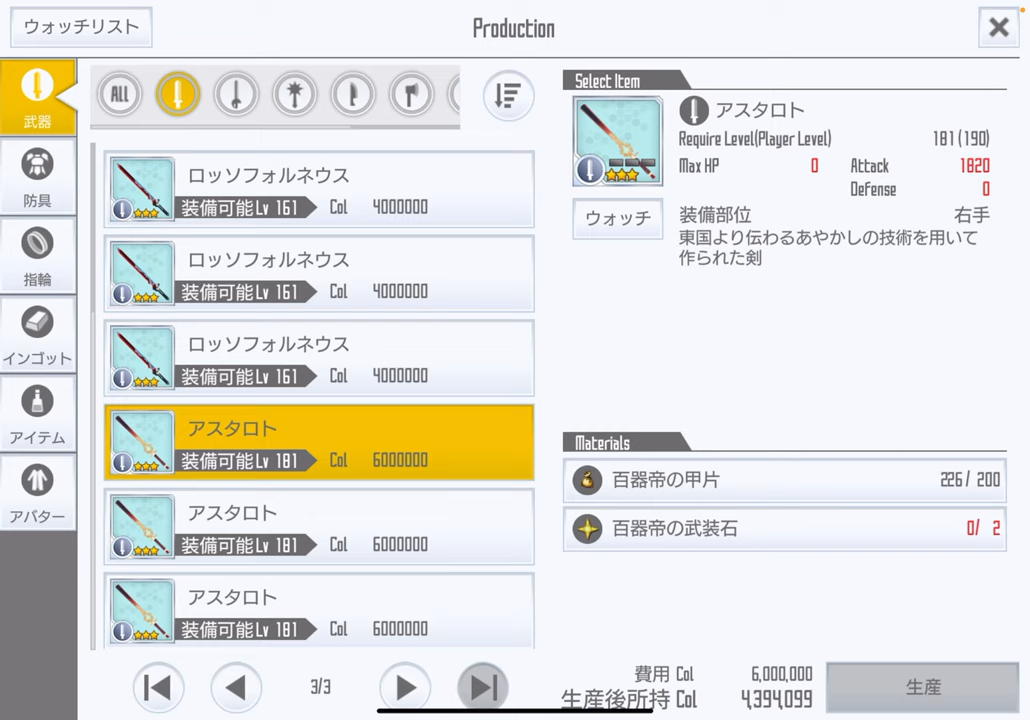 ウォッチリスト
Production
武器
防具
指輪
インゴット
アイテム
アバター
ALL
ロッソフォルネウス
装備可能Lv 161 Col 4000000
ロッソフォルネウス
装備可能Lv 161 Col 4000000
ロッソフォルネウス
装備可能Lv 161 Col 4000000
アスタロト
装備可能Lv 181 Col 6000000
アスタロト
装備可能Lv 181 Col 6000000
アスタロト
装備可能Lv 181 Col 6000000
3/3
Select Item
アスタロト
Require Level(Player Level) 181(190)
Max HP 0 Attack 1820
Defense 0
ウォッチ
装備部位 右手
東国より伝わるあやかしの技術を用いて
作られた剣
Materials
百器帝の甲片 226/ 200
百器帝の武装石 0/ 2
費用 Col 6,000,000
生産後所持 Col 4,394,099
生産